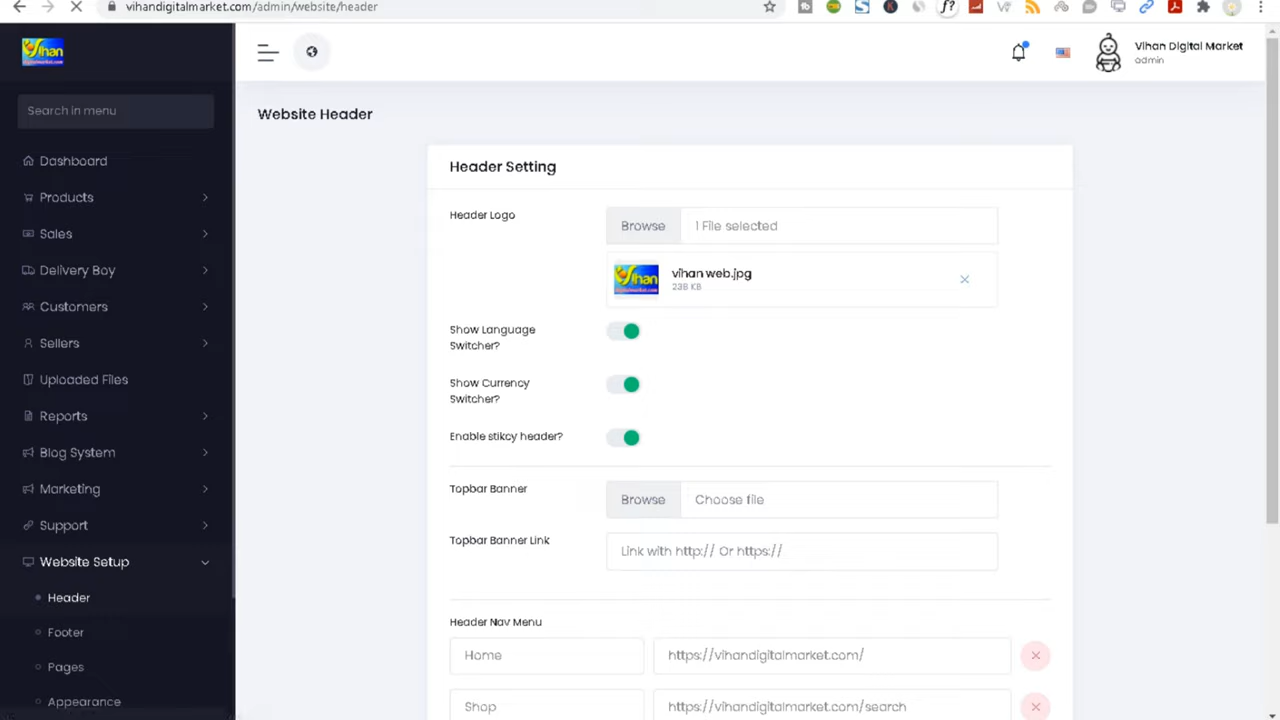 vihandigitalmarket.com/admin/website/header
Vihan
Search in menu
Dashboard
Products
Sales
Delivery Boy
Customers
Sellers
Uploaded Files
Reports
Blog System
Marketing
Support
Website Setup
Header
Footer
Pages
Appearance
Vihan Digital Market
admin
Website Header
Header Setting
Header Logo
Browse 1 File selected
Vihan
vihan web.jpg
238 KB
Show Language
Switcher?
Show Currency
Switcher?
Enable stikcy header?
Topbar Banner
Browse Choose file
Topbar Banner Link
Link with http:// Or https://
Header Nav Menu
Home https://vihandigitalmarket.com/
Shop https://vihandigitalmarket.com/search